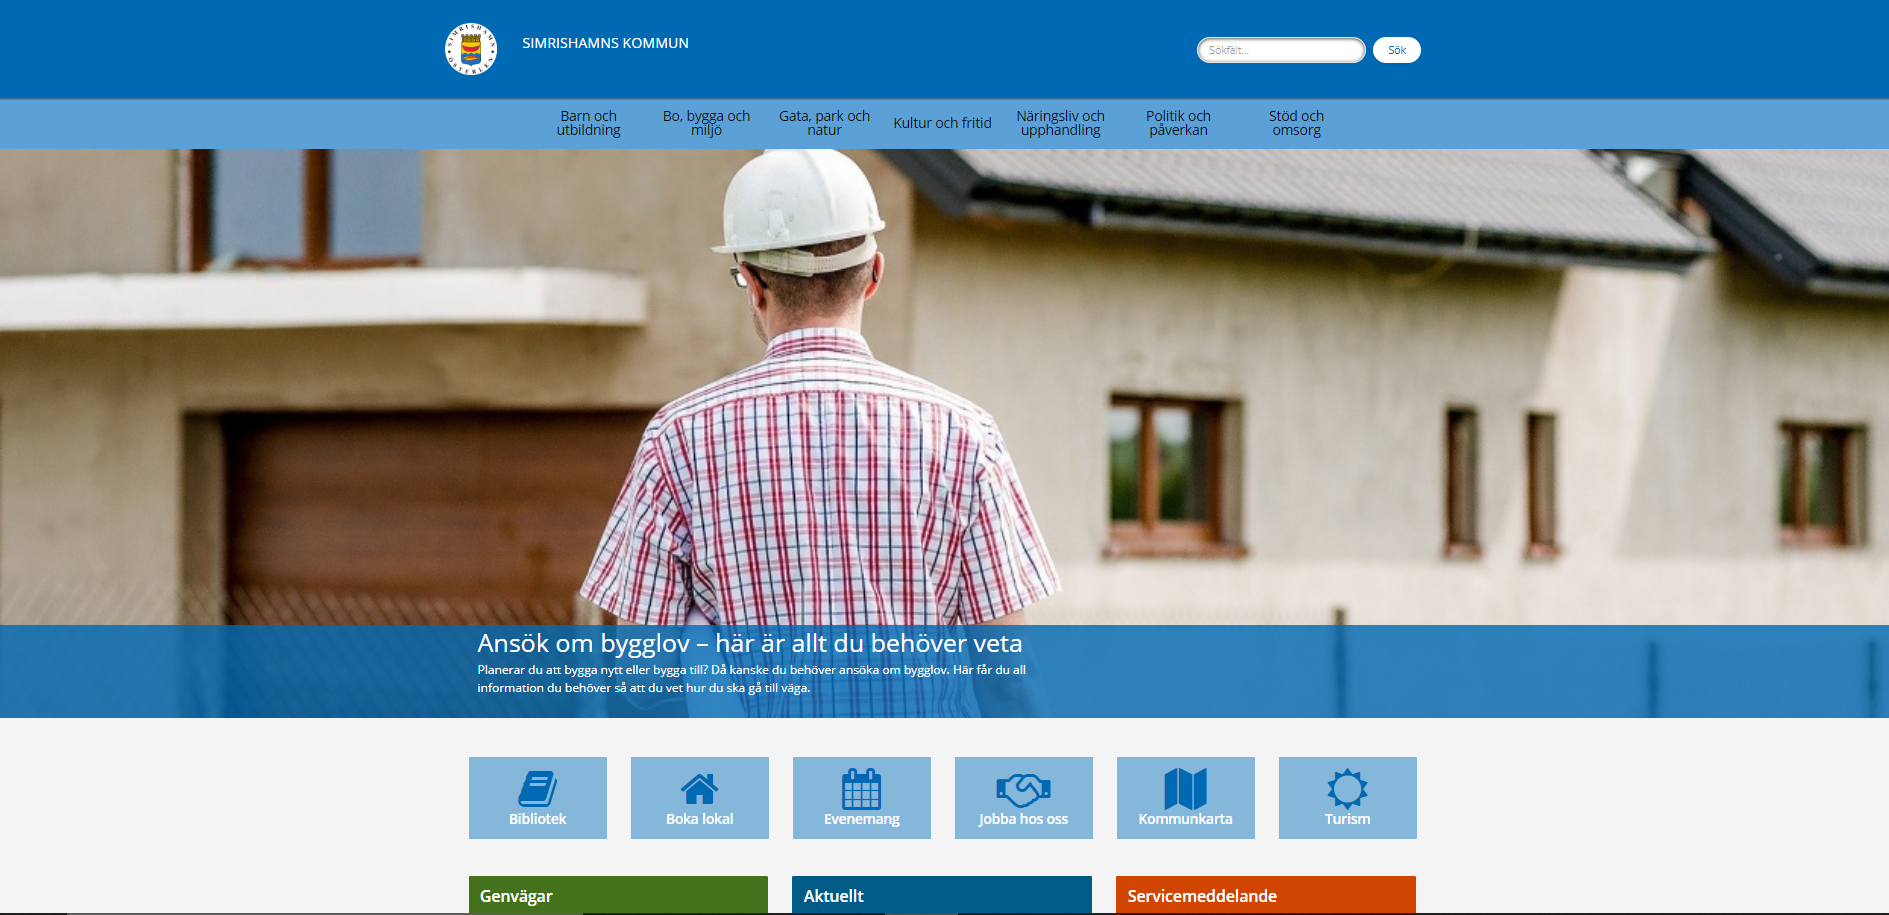 SIMRISHAMNS
ÖSTERLEN
SIMRISHAMNS KOMMUN
Sökfält...
Sök
Barn och
utbildning
Bo, bygga och
miljö
Gata, park och
natur
Kultur och fritid
Näringsliv och
upphandling
Politik och
påverkan
Stöd och
omsorg
Ansök om bygglov – här är allt du behöver veta
Planerar du att bygga nytt eller bygga till? Då kanske du behöver ansöka om bygglov. Här får du all
information du behöver så att du vet hur du ska gå till väga.
Bibliotek
Boka lokal
Evenemang
Jobba hos oss
Kommunkarta
Turism
Genvägar
Aktuellt
Servicemeddelande